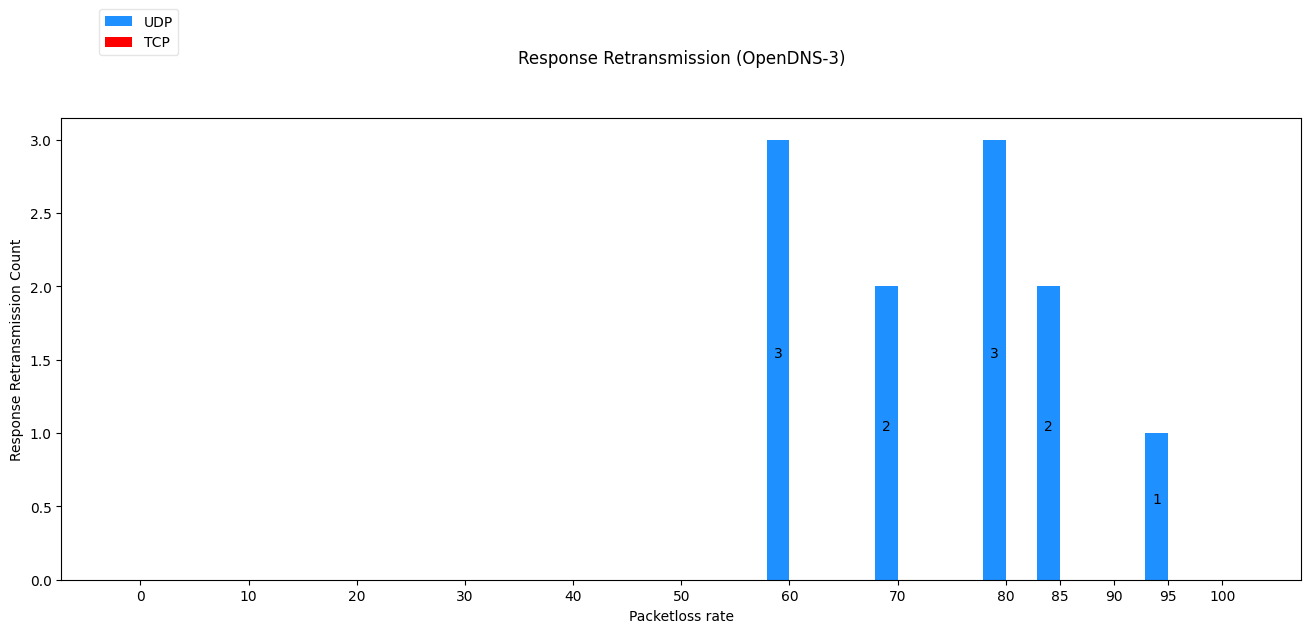 UDP
TCP
Response Retransmission (OpenDNS-3)
Response Retransmission Count
3.0
2.5
2.0
1.5
1.0
0.5
0.0
3
2
3
2
1
0 10 20 30 40 50 60 70 80 85 90 95 100
Packetloss rate